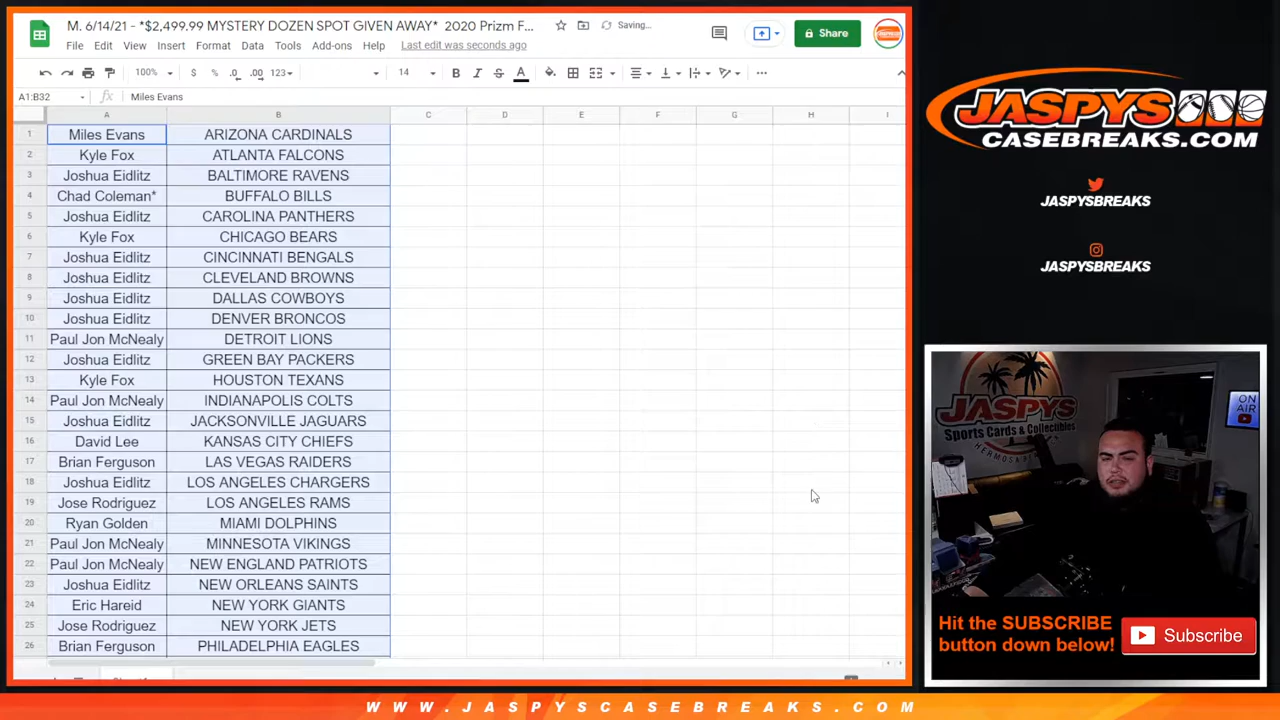 M. 6/14/21 - *$2,499.99 MYSTERY DOZEN SPOT GIVEN AWAY* 2020 Prizm F... Saving...
File Edit View Insert Format Data Tools Add-ons Help Last edit was seconds ago
Share
100% $ % .0 .00 123 14 B I S A
A1:B32 fx Miles Evans
A B C D E F G H I
1 Miles Evans ARIZONA CARDINALS
2 Kyle Fox ATLANTA FALCONS
3 Joshua Eidlitz BALTIMORE RAVENS
4 Chad Coleman* BUFFALO BILLS
5 Joshua Eidlitz CAROLINA PANTHERS
6 Kyle Fox CHICAGO BEARS
7 Joshua Eidlitz CINCINNATI BENGALS
8 Joshua Eidlitz CLEVELAND BROWNS
9 Joshua Eidlitz DALLAS COWBOYS
10 Joshua Eidlitz DENVER BRONCOS
11 Paul Jon McNealy DETROIT LIONS
12 Joshua Eidlitz GREEN BAY PACKERS
13 Kyle Fox HOUSTON TEXANS
14 Paul Jon McNealy INDIANAPOLIS COLTS
15 Joshua Eidlitz JACKSONVILLE JAGUARS
16 David Lee KANSAS CITY CHIEFS
17 Brian Ferguson LAS VEGAS RAIDERS
18 Joshua Eidlitz LOS ANGELES CHARGERS
19 Jose Rodriguez LOS ANGELES RAMS
20 Ryan Golden MIAMI DOLPHINS
21 Paul Jon McNealy MINNESOTA VIKINGS
22 Paul Jon McNealy NEW ENGLAND PATRIOTS
23 Joshua Eidlitz NEW ORLEANS SAINTS
24 Eric Hareid NEW YORK GIANTS
25 Jose Rodriguez NEW YORK JETS
26 Brian Ferguson PHILADELPHIA EAGLES
JASPYS
CASEBREAKS.COM
JASPYSBREAKS
JASPYSBREAKS
JASPYS
Sports Cards & Collectibles
ON
AIR
Hit the SUBSCRIBE
button down below!
Subscribe
WWW.JASPYSCASEBREAKS.COM